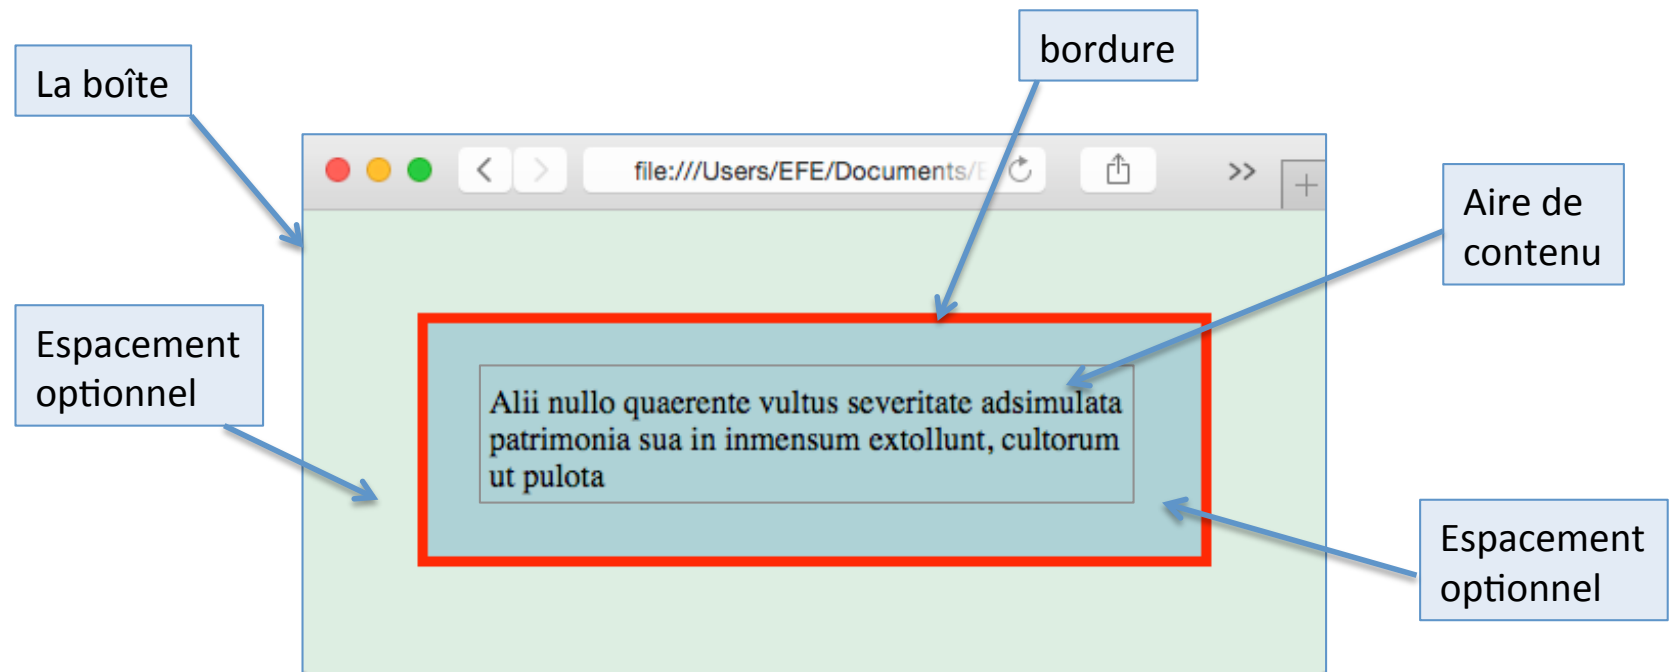 bordure
La boîte
file:///Users/EFE/Documents/E
>>
Aire de
contenu
Espacement
optionnel
Alii nullo quaerente vultus severitate adsimulata
patrimonia sua in inmensum extollunt, cultorum
ut pulota
Espacement
optionnel